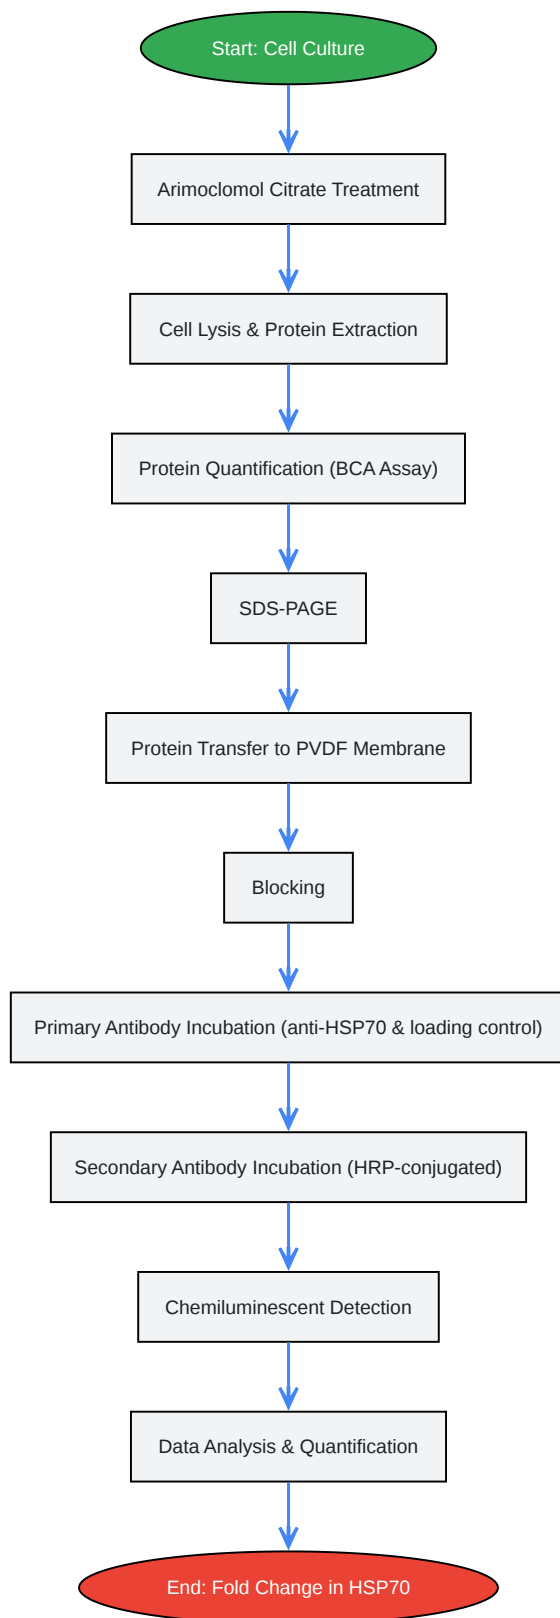 Start: Cell Culture
Arimoclomol Citrate Treatment
Cell Lysis & Protein Extraction
Protein Quantification (BCA Assay)
SDS-PAGE
Protein Transfer to PVDF Membrane
Blocking
Primary Antibody Incubation (anti-HSP70 & loading control)
Secondary Antibody Incubation (HRP-conjugated)
Chemiluminescent Detection
Data Analysis & Quantification
End: Fold Change in HSP70